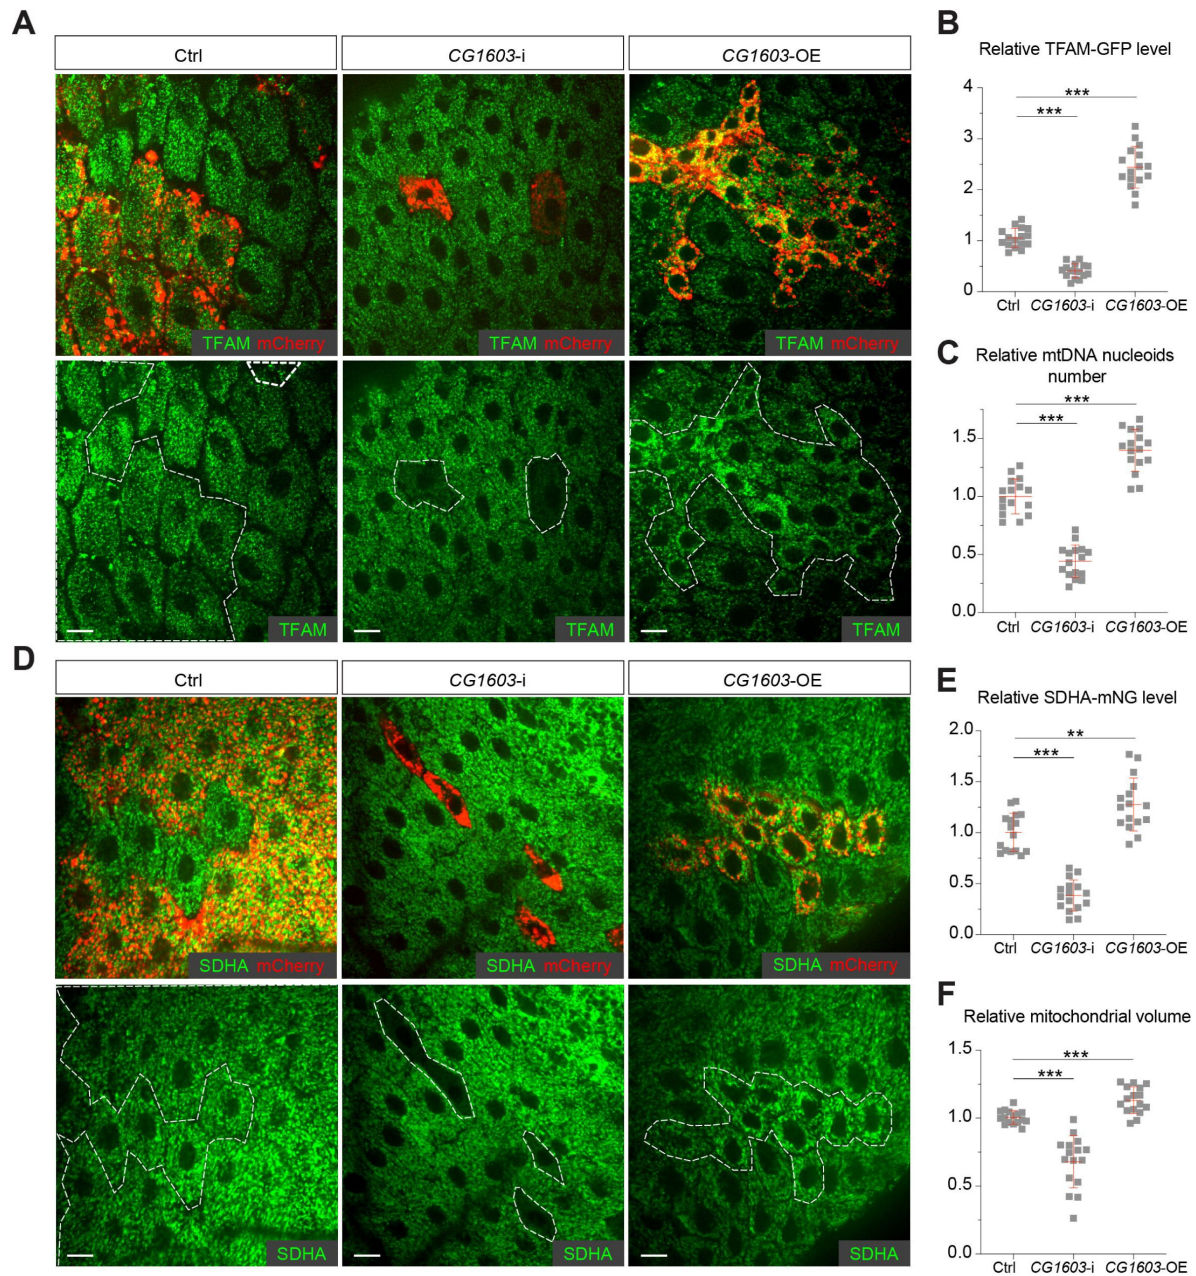 A
Ctrl
CG1603-i
CG1603-OE
TFAM mCherry
TFAM mCherry
TFAM mCherry
TFAM
TFAM
TFAM
B
Relative TFAM-GFP level
***
***
4
3
2
1
0
Ctrl CG1603-i CG1603-OE
C
Relative mtDNA nucleoids
number
***
***
1.5
1.0
0.5
0.0
Ctrl CG1603-i CG1603-OE
D
Ctrl
CG1603-i
CG1603-OE
SDHA mCherry
SDHA mCherry
SDHA mCherry
SDHA
SDHA
SDHA
E
Relative SDHA-mNG level
**
***
2.0
1.5
1.0
0.5
0.0
Ctrl CG1603-i CG1603-OE
F
Relative mitochondrial volume
***
***
1.5
1.0
0.5
0.0
Ctrl CG1603-i CG1603-OE